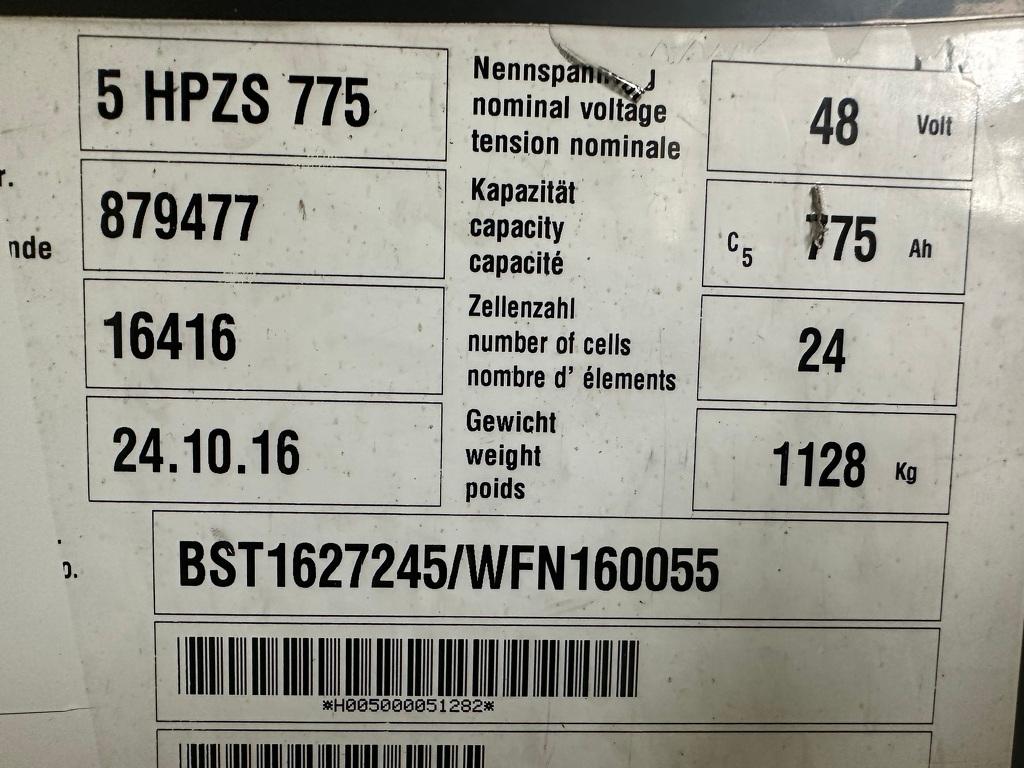 5 HPZS 775
nominal voltage
tension nominale
48 Volt
r.
879477
Kapazität
capacity
capacité
C5 775 Ah
nde
16416
Zellenzahl
number of cells
nombre d' élements
24
24.10.16
Gewicht
weight
poids
1128 Kg
BST1627245/WFN160055
*H005000051282*